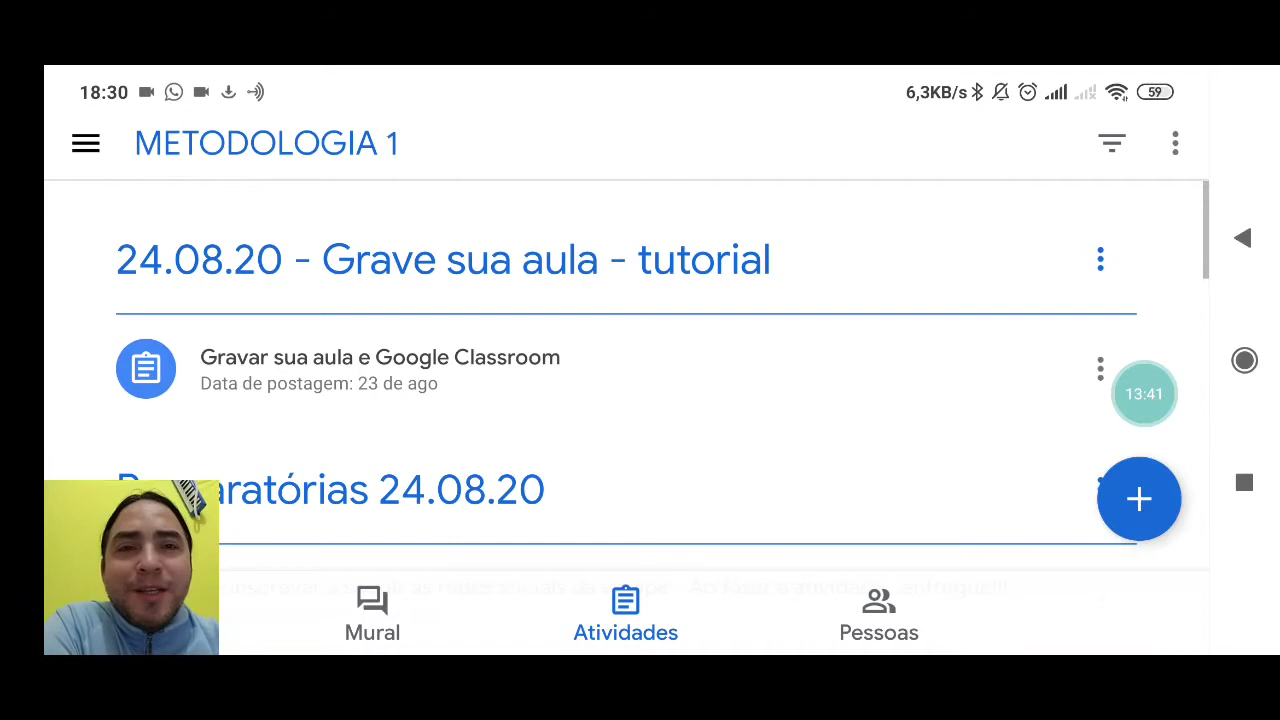 18:30 6,3KB/s 59
METODOLOGIA 1
24.08.20 - Grave sua aula - tutorial
Gravar sua aula e Google Classroom
Data de postagem: 23 de ago
13:41
aratórias 24.08.20
Mural Atividades Pessoas